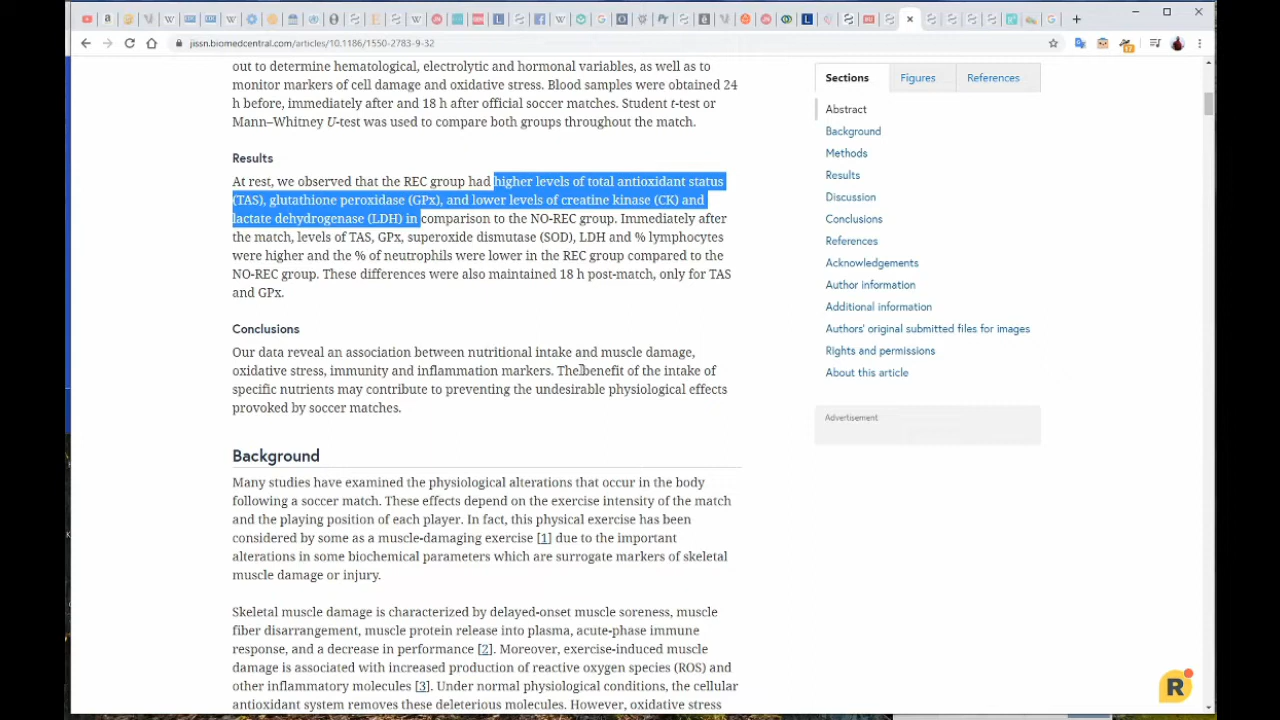 jissn.biomedcentral.com/articles/10.1186/1550-2783-9-32
out to determine hematological, electrolytic and hormonal variables, as well as to
monitor markers of cell damage and oxidative stress. Blood samples were obtained 24
h before, immediately after and 18 h after official soccer matches. Student t-test or
Mann–Whitney U-test was used to compare both groups throughout the match.
Results
At rest, we observed that the REC group had higher levels of total antioxidant status
(TAS), glutathione peroxidase (GPx), and lower levels of creatine kinase (CK) and
lactate dehydrogenase (LDH) in comparison to the NO-REC group. Immediately after
the match, levels of TAS, GPx, superoxide dismutase (SOD), LDH and % lymphocytes
were higher and the % of neutrophils were lower in the REC group compared to the
NO-REC group. These differences were also maintained 18 h post-match, only for TAS
and GPx.
Conclusions
Our data reveal an association between nutritional intake and muscle damage,
oxidative stress, immunity and inflammation markers. The benefit of the intake of
specific nutrients may contribute to preventing the undesirable physiological effects
provoked by soccer matches.
Background
Many studies have examined the physiological alterations that occur in the body
following a soccer match. These effects depend on the exercise intensity of the match
and the playing position of each player. In fact, this physical exercise has been
considered by some as a muscle-damaging exercise [1] due to the important
alterations in some biochemical parameters which are surrogate markers of skeletal
muscle damage or injury.
Skeletal muscle damage is characterized by delayed-onset muscle soreness, muscle
fiber disarrangement, muscle protein release into plasma, acute-phase immune
response, and a decrease in performance [2]. Moreover, exercise-induced muscle
damage is associated with increased production of reactive oxygen species (ROS) and
other inflammatory molecules [3]. Under normal physiological conditions, the cellular
antioxidant system removes these deleterious molecules. However, oxidative stress
Sections Figures References
Abstract
Background
Methods
Results
Discussion
Conclusions
References
Acknowledgements
Author information
Additional information
Authors' original submitted files for images
Rights and permissions
About this article
Advertisement
R